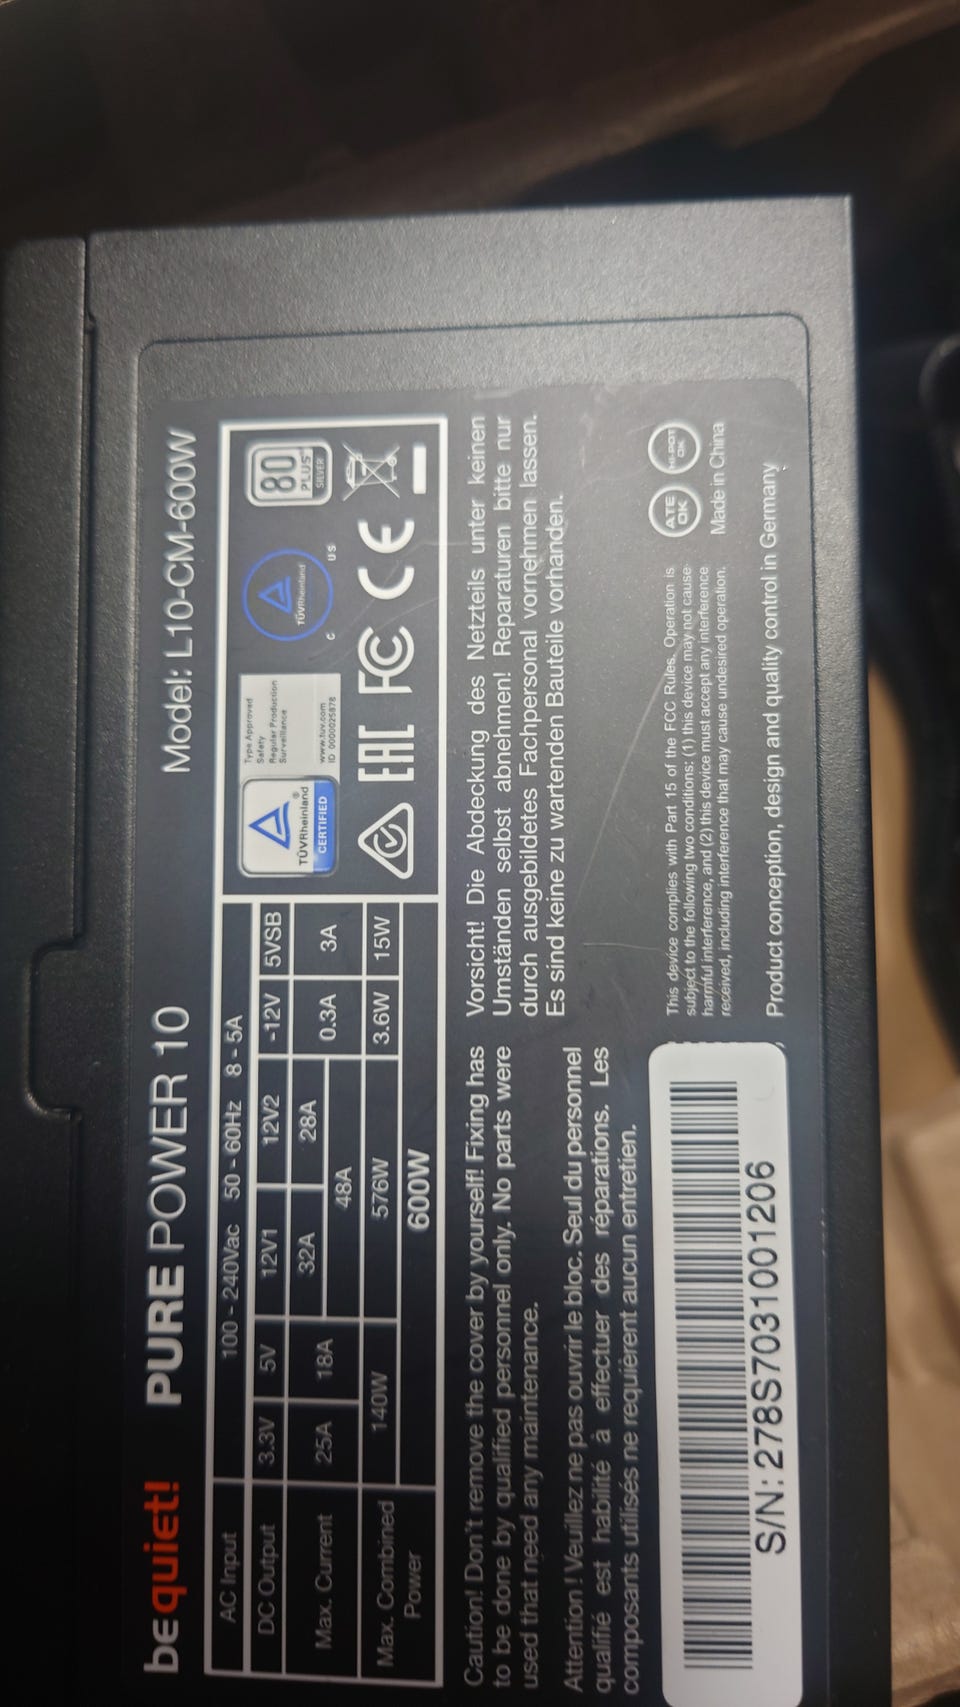 be quiet! PURE POWER 10 Model: L10-CM-600W
AC Input 100 - 240Vac 50 - 60Hz 8 - 5A
DC Output 3.3V 5V 12V1 12V2 -12V 5VSB
Max. Current 25A 18A 32A 28A 0.3A 3A
48A
Max. Combined Power 140W 576W 3.6W 15W
600W
TÜVRheinland®
CERTIFIED
Type Approved
Safety
Regular Production
Surveillance
www.tuv.com
ID 0000025878
TÜVRheinland
C US
80
PLUS
SILVER
EAC FC CE
Caution! Don't remove the cover by yourself! Fixing has
to be done by qualified personnel only. No parts were
used that need any maintenance.
Attention ! Veuillez ne pas ouvrir le bloc. Seul du personnel
qualifié est habilité à effectuer des réparations. Les
composants utilisés ne requièrent aucun entretien.
Vorsicht! Die Abdeckung des Netzteils unter keinen
Umständen selbst abnehmen! Reparaturen bitte nur
durch ausgebildetes Fachpersonal vornehmen lassen.
Es sind keine zu wartenden Bauteile vorhanden.
S/N: 278S7031001206
This device complies with Part 15 of the FCC Rules. Operation is
subject to the following two conditions: (1) this device may not cause
harmful interference, and (2) this device must accept any interference
received, including interference that may cause undesired operation.
ATE
OK
HI-POT
OK
Made in China
Product conception, design and quality control in Germany